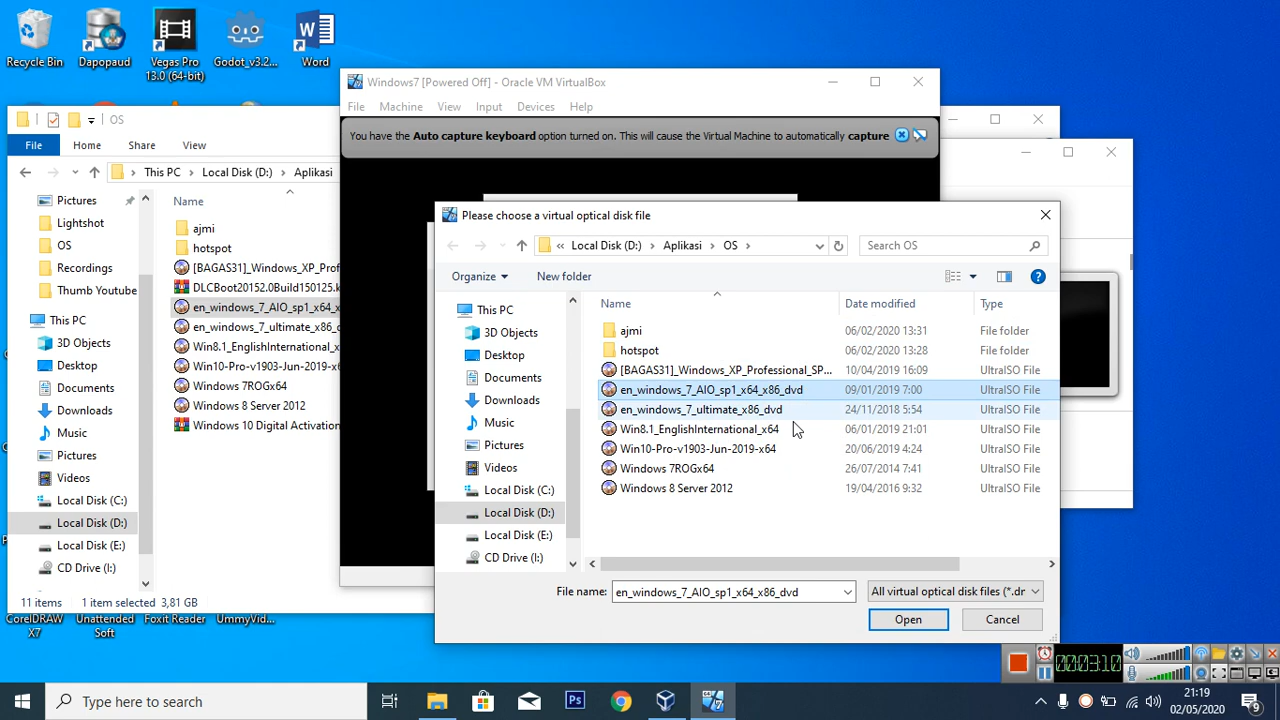 Recycle Bin
Dapopaud
Vegas Pro
13.0 (64-bit)
Godot_v3.2...
Word
Windows7 [Powered Off] - Oracle VM VirtualBox
File Machine View Input Devices Help
You have the Auto capture keyboard option turned on. This will cause the Virtual Machine to automatically capture
OS
File Home Share View
This PC Local Disk (D:) Aplikasi
Pictures
Lightshot
OS
Recordings
Thumb Youtube
This PC
3D Objects
Desktop
Documents
Downloads
Music
Pictures
Videos
Local Disk (C:)
Local Disk (D:)
Local Disk (E:)
CD Drive (I:)
Name
ajmi
hotspot
[BAGAS31]_Windows_XP_Prof
DLCBoot20152.0Build150125.k
en_windows_7_AIO_sp1_x64_x
en_windows_7_ultimate_x86_d
Win8.1_EnglishInternational_x
Win10-Pro-v1903-Jun-2019-x6
Windows 7ROGx64
Windows 8 Server 2012
Windows 10 Digital Activation
11 items 1 item selected 3,81 GB
CorelDRAW
X7
Unattended
Soft
Foxit Reader
UmmyVid...
Please choose a virtual optical disk file
« Local Disk (D:) Aplikasi OS
Search OS
Organize New folder
This PC
3D Objects
Desktop
Documents
Downloads
Music
Pictures
Videos
Local Disk (C:)
Local Disk (D:)
Local Disk (E:)
CD Drive (I:)
Name Date modified Type
ajmi 06/02/2020 13:31 File folder
hotspot 06/02/2020 13:28 File folder
[BAGAS31]_Windows_XP_Professional_SP... 10/04/2019 16:09 UltraISO File
en_windows_7_AIO_sp1_x64_x86_dvd 09/01/2019 7:00 UltraISO File
en_windows_7_ultimate_x86_dvd 24/11/2018 5:54 UltraISO File
Win8.1_EnglishInternational_x64 06/01/2019 21:01 UltraISO File
Win10-Pro-v1903-Jun-2019-x64 20/06/2019 4:24 UltraISO File
Windows 7ROGx64 26/07/2014 7:41 UltraISO File
Windows 8 Server 2012 19/04/2016 9:32 UltraISO File
File name: en_windows_7_AIO_sp1_x64_x86_dvd
All virtual optical disk files (*.dr
Open Cancel
0:00:03:10
Type here to search
Ps
21:19
02/05/2020
9